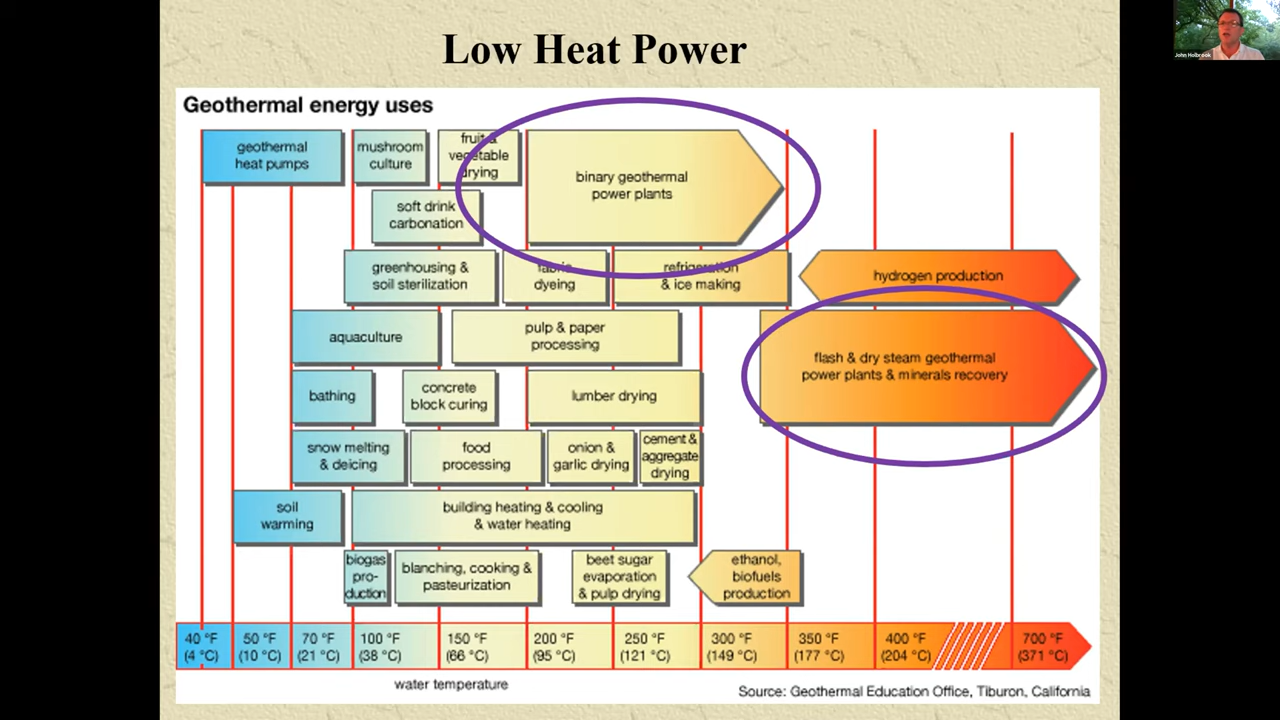 Low Heat Power
John Holbrook
Geothermal energy uses
geothermal
heat pumps
mushroom
culture
fruit &
vegetable
drying
binary geothermal
power plants
soft drink
carbonation
greenhousing &
soil sterilization
fabric
dyeing
refrigeration
& ice making
hydrogen production
aquaculture
pulp & paper
processing
flash & dry steam geothermal
power plants & minerals recovery
bathing
concrete
block curing
lumber drying
snow melting
& deicing
food
processing
onion &
garlic drying
cement &
aggregate
drying
soil
warming
building heating & cooling
& water heating
biogas
pro-
duction
blanching, cooking &
pasteurization
beet sugar
evaporation
& pulp drying
ethanol,
biofuels
production
40 °F
(4 °C)
50 °F
(10 °C)
70 °F
(21 °C)
100 °F
(38 °C)
150 °F
(66 °C)
200 °F
(95 °C)
250 °F
(121 °C)
300 °F
(149 °C)
350 °F
(177 °C)
400 °F
(204 °C)
700 °F
(371 °C)
water temperature
Source: Geothermal Education Office, Tiburon, California